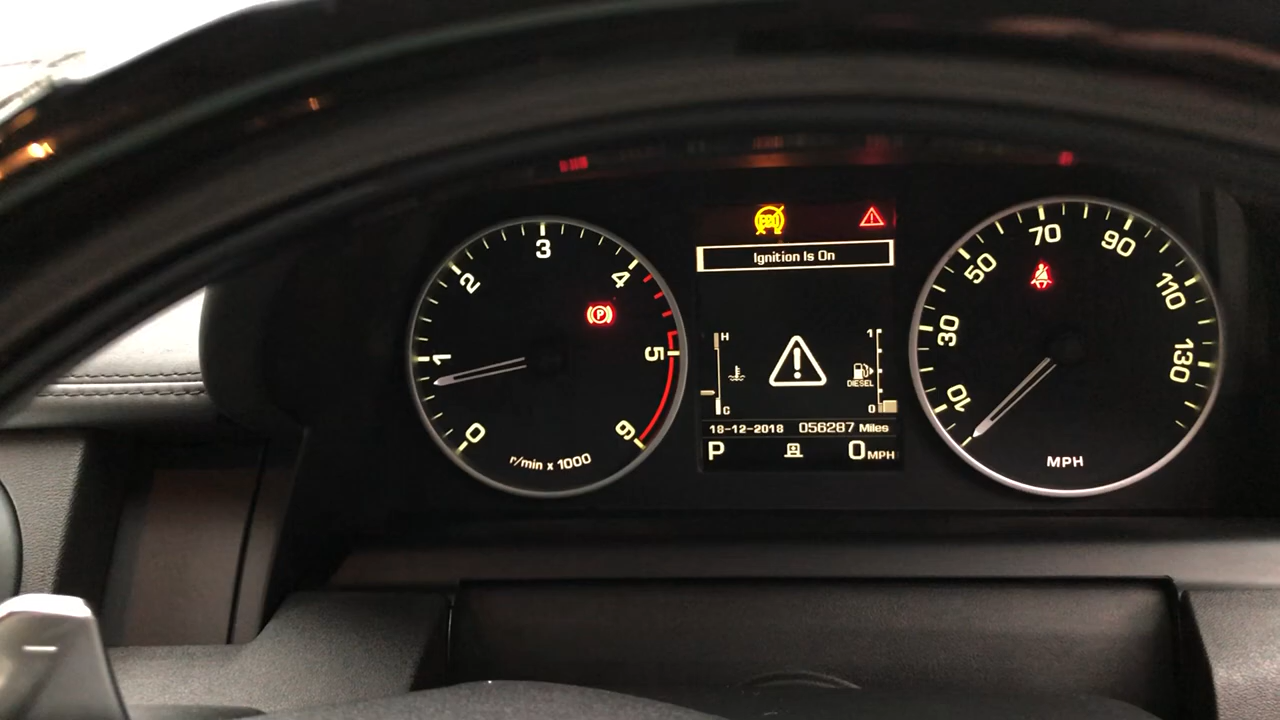 Ignition Is On
0
1
2
3
4
5
6
r/min x 1000
P
H
C
1
0
DIESEL
18-12-2018 056287 Miles
P 0 MPH
10
30
50
70
90
110
130
MPH